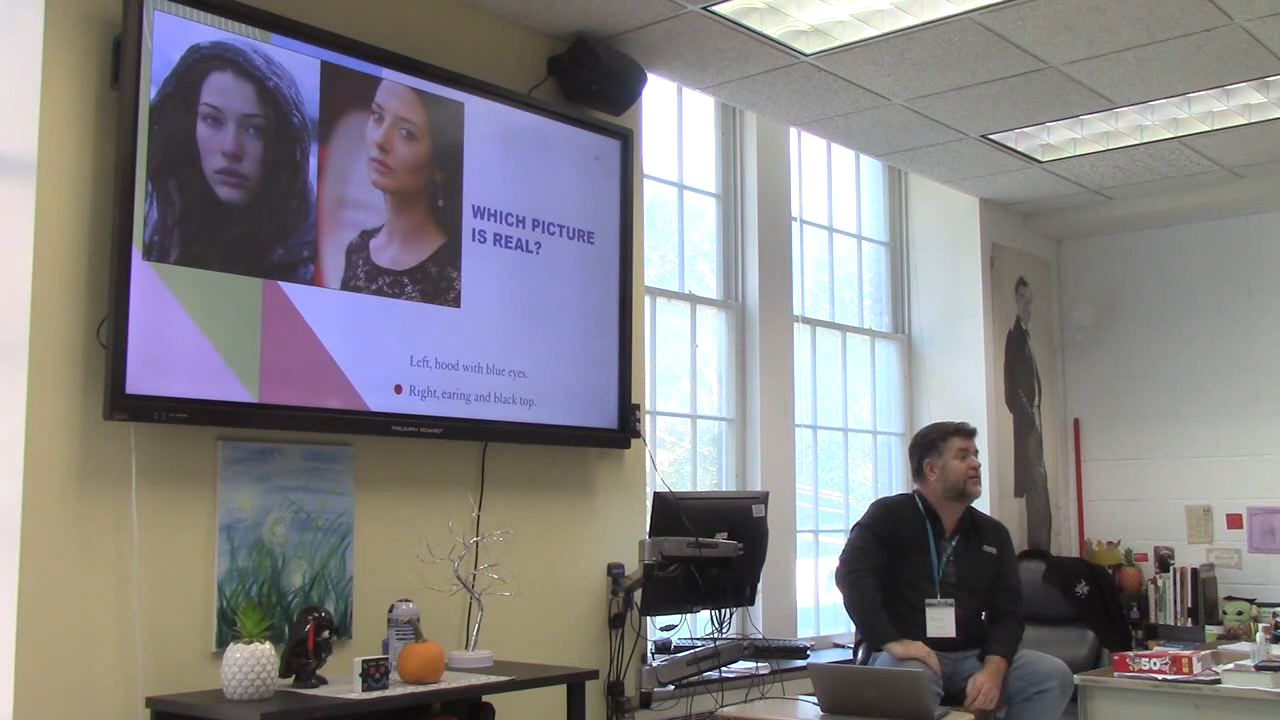 WHICH PICTURE
IS REAL?
Left, hood with blue eyes.
Right, earing and black top.
TRIUMPH BOARD
50